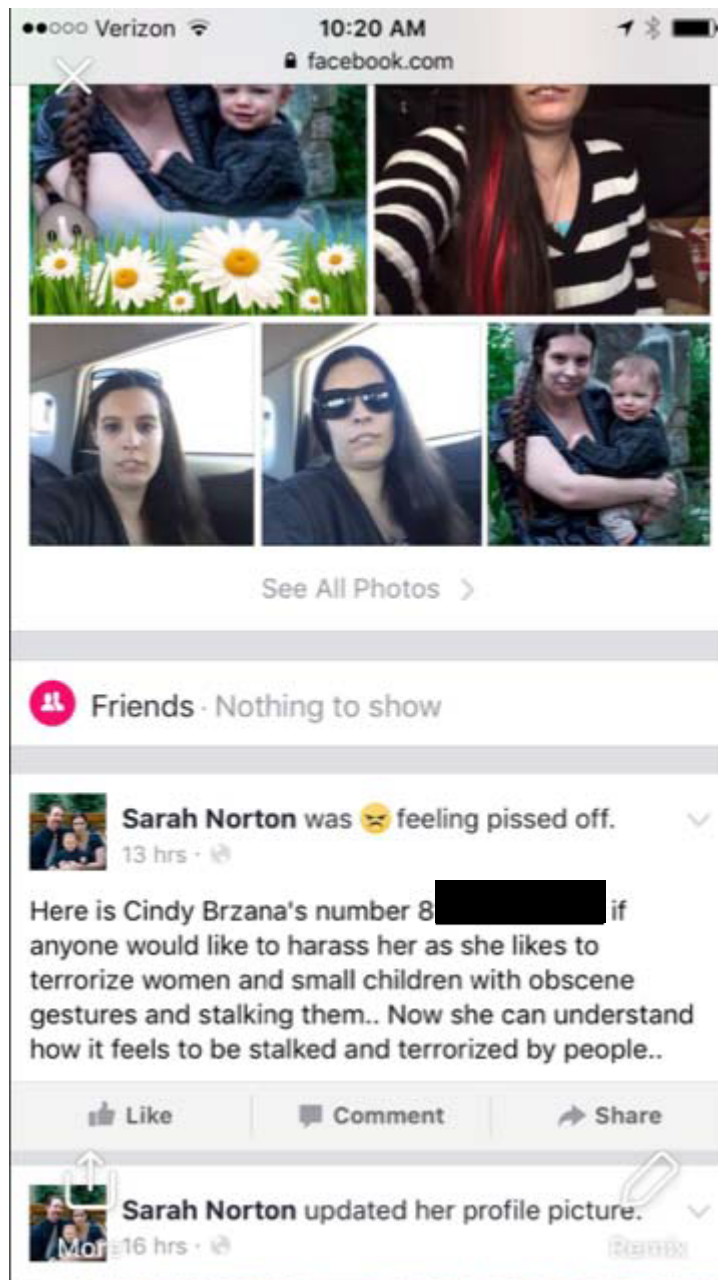 Verizon 10:20 AM
facebook.com
See All Photos
Friends · Nothing to show
Sarah Norton was feeling pissed off.
13 hrs ·
Here is Cindy Brzana's number 8 if
anyone would like to harass her as she likes to
terrorize women and small children with obscene
gestures and stalking them.. Now she can understand
how it feels to be stalked and terrorized by people..
Like Comment Share
Sarah Norton updated her profile picture.
More 16 hrs · Remix